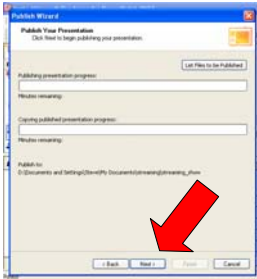 Publish Wizard
Publish Your Presentation
Click Next to begin publishing your presentation.
List Files to be Published
Publishing presentation progress:
Minutes remaining:
Copying published presentation progress:
Minutes remaining:
Publish to:
D:\Documents and Settings\Steve\My Documents\streaming\streaming_show
< Back
Next >
Finish
Cancel